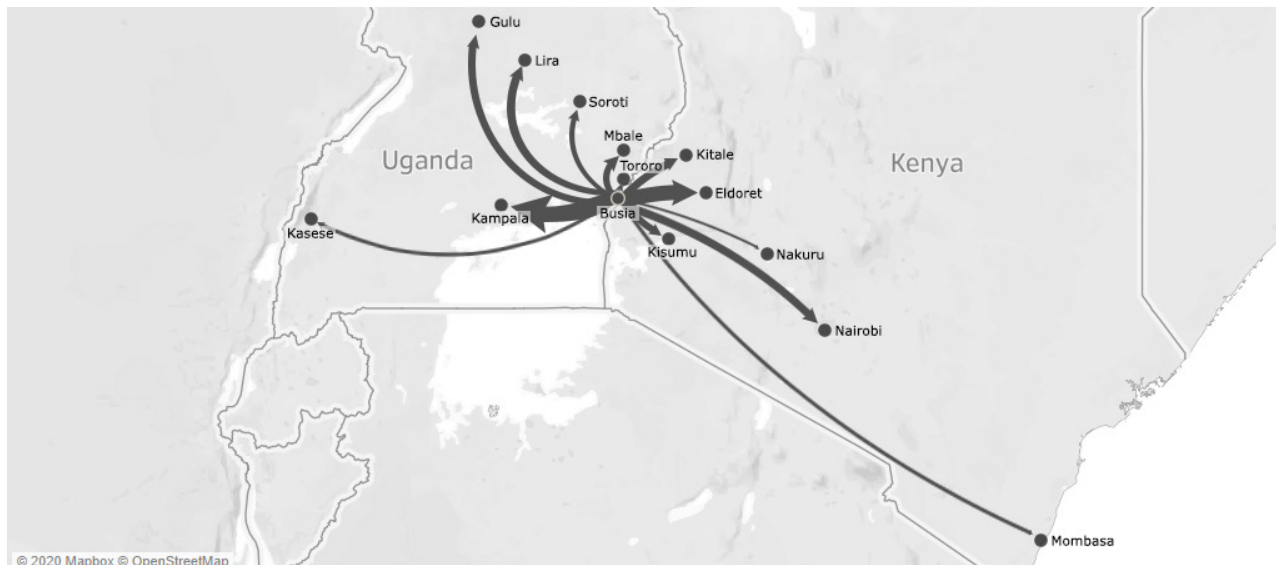 Gulu
Lira
Soroti
Mbale
Uganda
Kitale
Kenya
Tororo
Eldoret
Kampala
Busia
Kasese
Kisumu
Nakuru
Nairobi
Mombasa
© 2020 Mapbox © OpenStreetMap